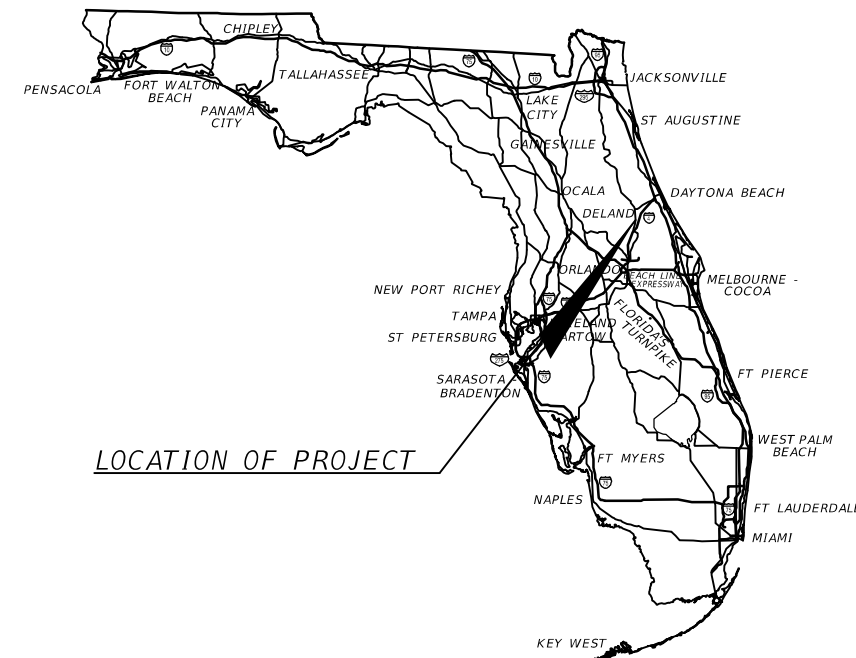 CHIPLEY
PENSACOLA
FORT WALTON
BEACH
PANAMA
CITY
TALLAHASSEE
JACKSONVILLE
LAKE
CITY
ST AUGUSTINE
GAINESVILLE
OCALA
DAYTONA BEACH
DELAND
ORLANDO
BEACH LINE
EXPRESSWAY
MELBOURNE -
COCOA
NEW PORT RICHEY
TAMPA
ST PETERSBURG
FLORIDA'S
TURNPIKE
SARASOTA -
BRADENTON
FT PIERCE
WEST PALM
BEACH
LOCATION OF PROJECT
FT MYERS
NAPLES
FT LAUDERDALE
MIAMI
KEY WEST